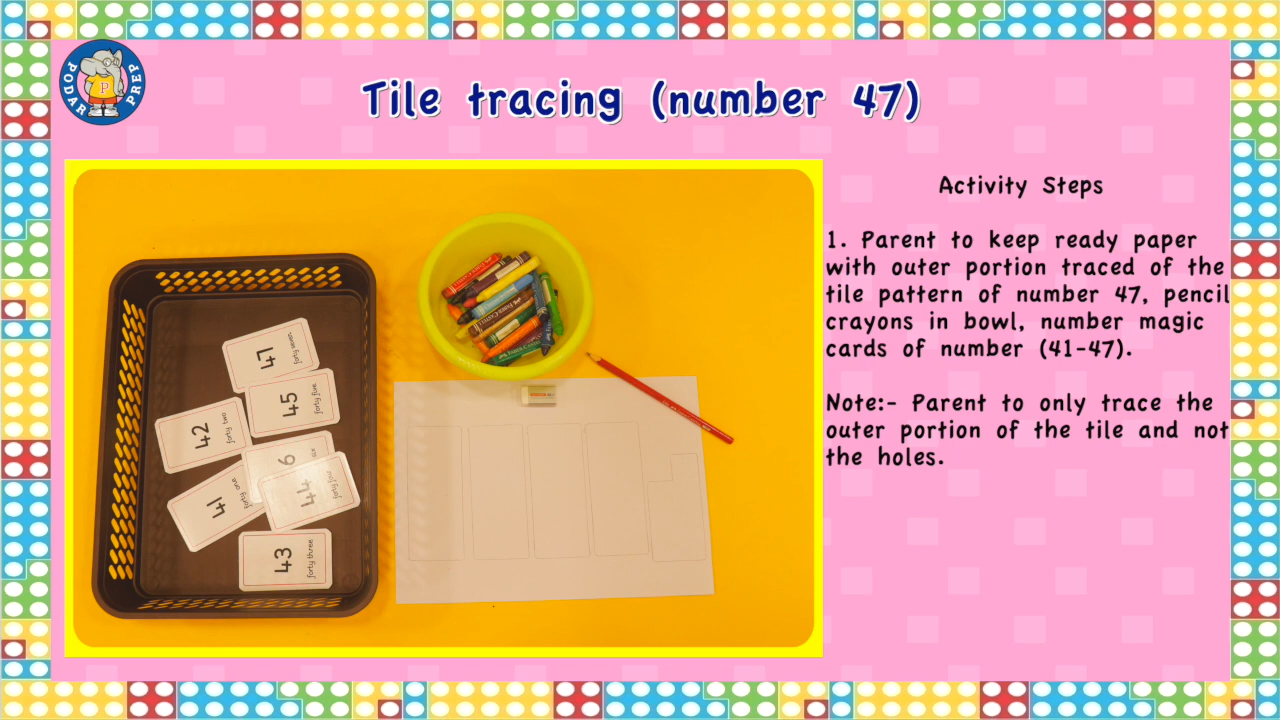 PODAR PREP
P
Tile tracing (number 47)
Activity Steps
1. Parent to keep ready paper
with outer portion traced of the
tile pattern of number 47, pencil
crayons in bowl, number magic
cards of number (41-47).
Note:- Parent to only trace the
outer portion of the tile and not
the holes.
47
forty seven
45
forty five
42
forty two
6
six
44
forty four
41
forty one
43
forty three